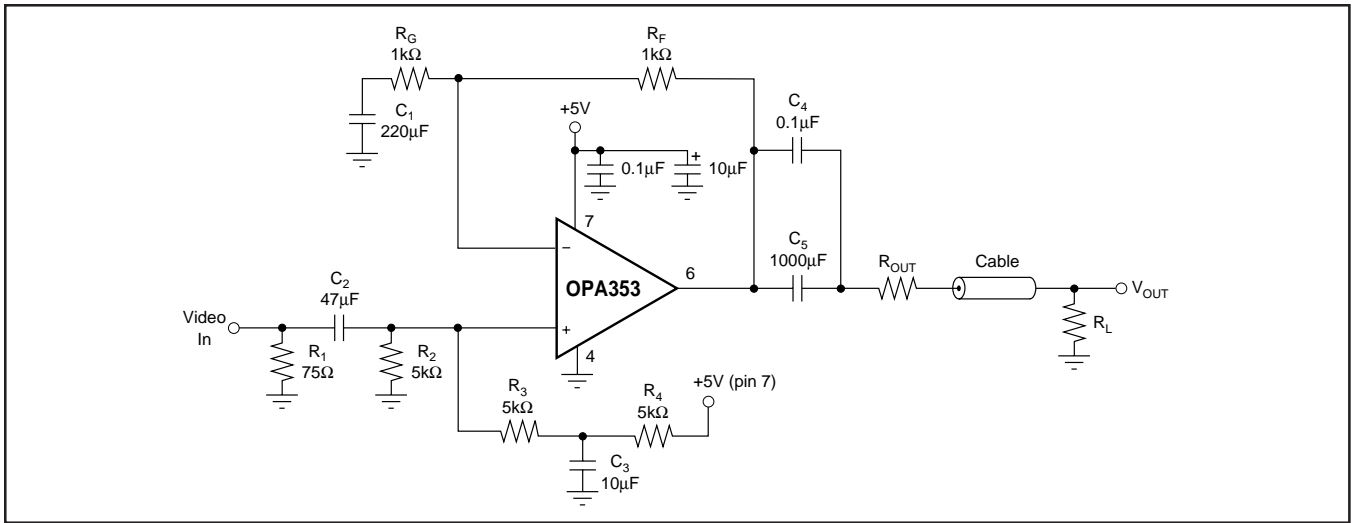 R_G
1kΩ
R_F
1kΩ
C_1
220µF
+5V
C_4
0.1µF
0.1µF
+
10µF
7
−
OPA353
6
C_5
1000µF
R_OUT
Cable
V_OUT
R_L
C_2
47µF
Video
In
+
4
R_1
75Ω
R_2
5kΩ
R_3
5kΩ
R_4
5kΩ
+5V (pin 7)
C_3
10µF